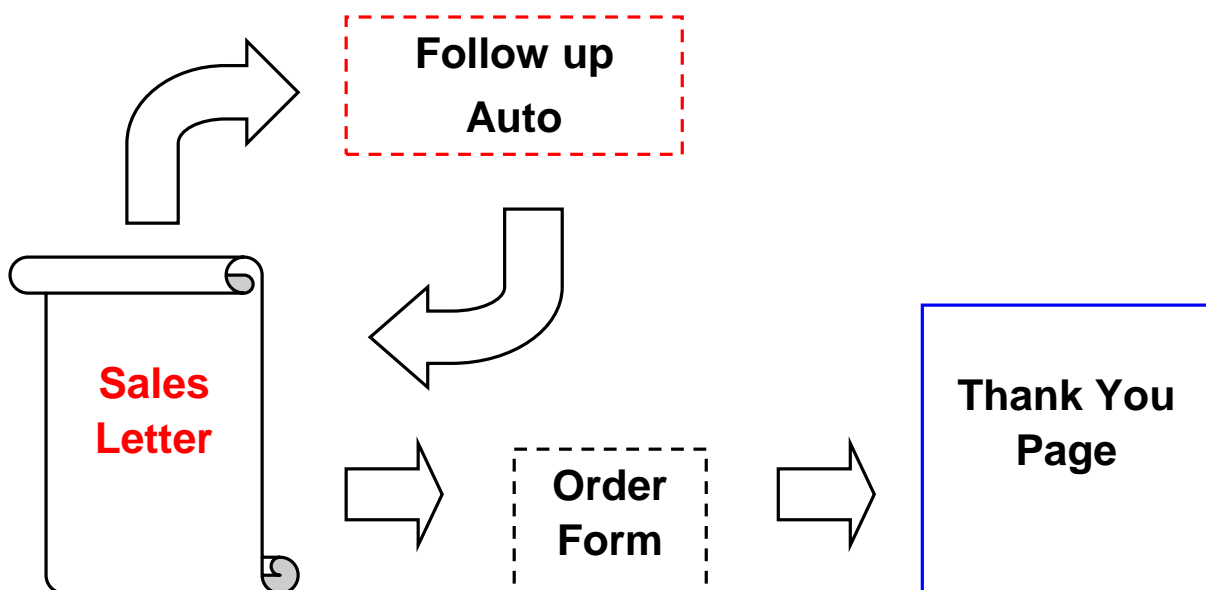 Follow up
Auto
Sales
Letter
Order
Form
Thank You
Page